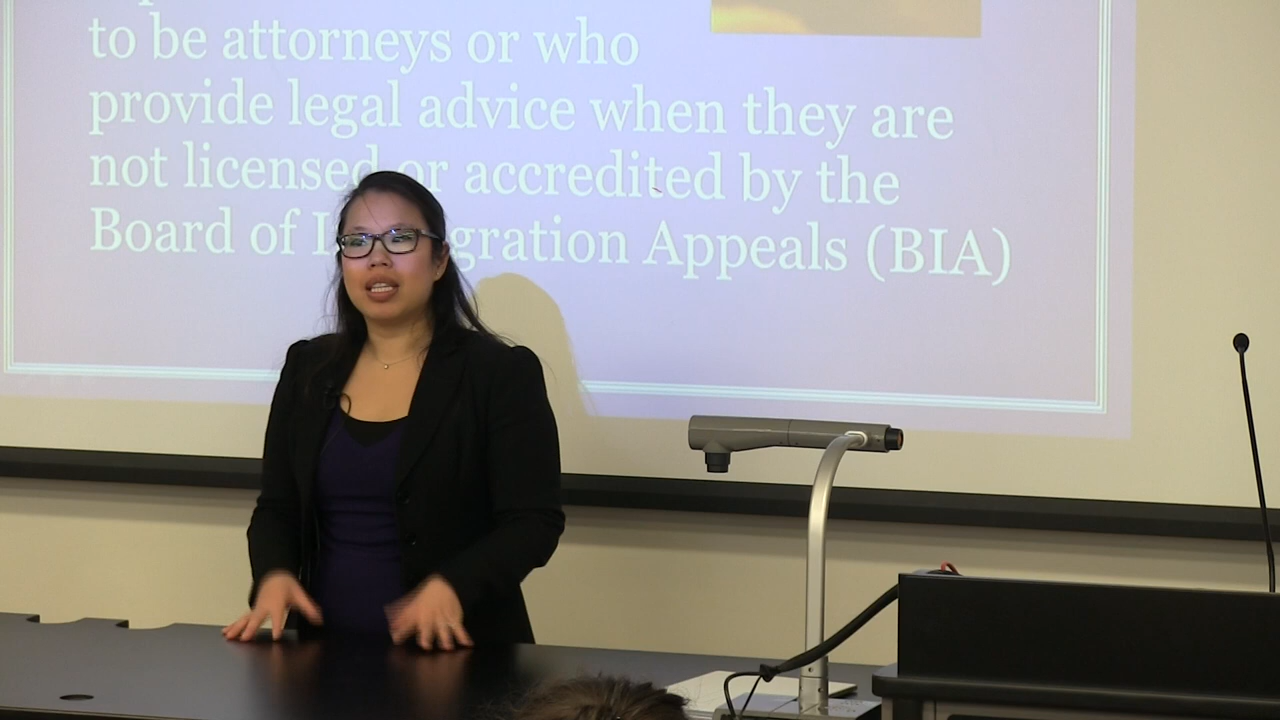 to be attorneys or who
provide legal advice when they are
not licensed or accredited by the
Board of Immigration Appeals (BIA)